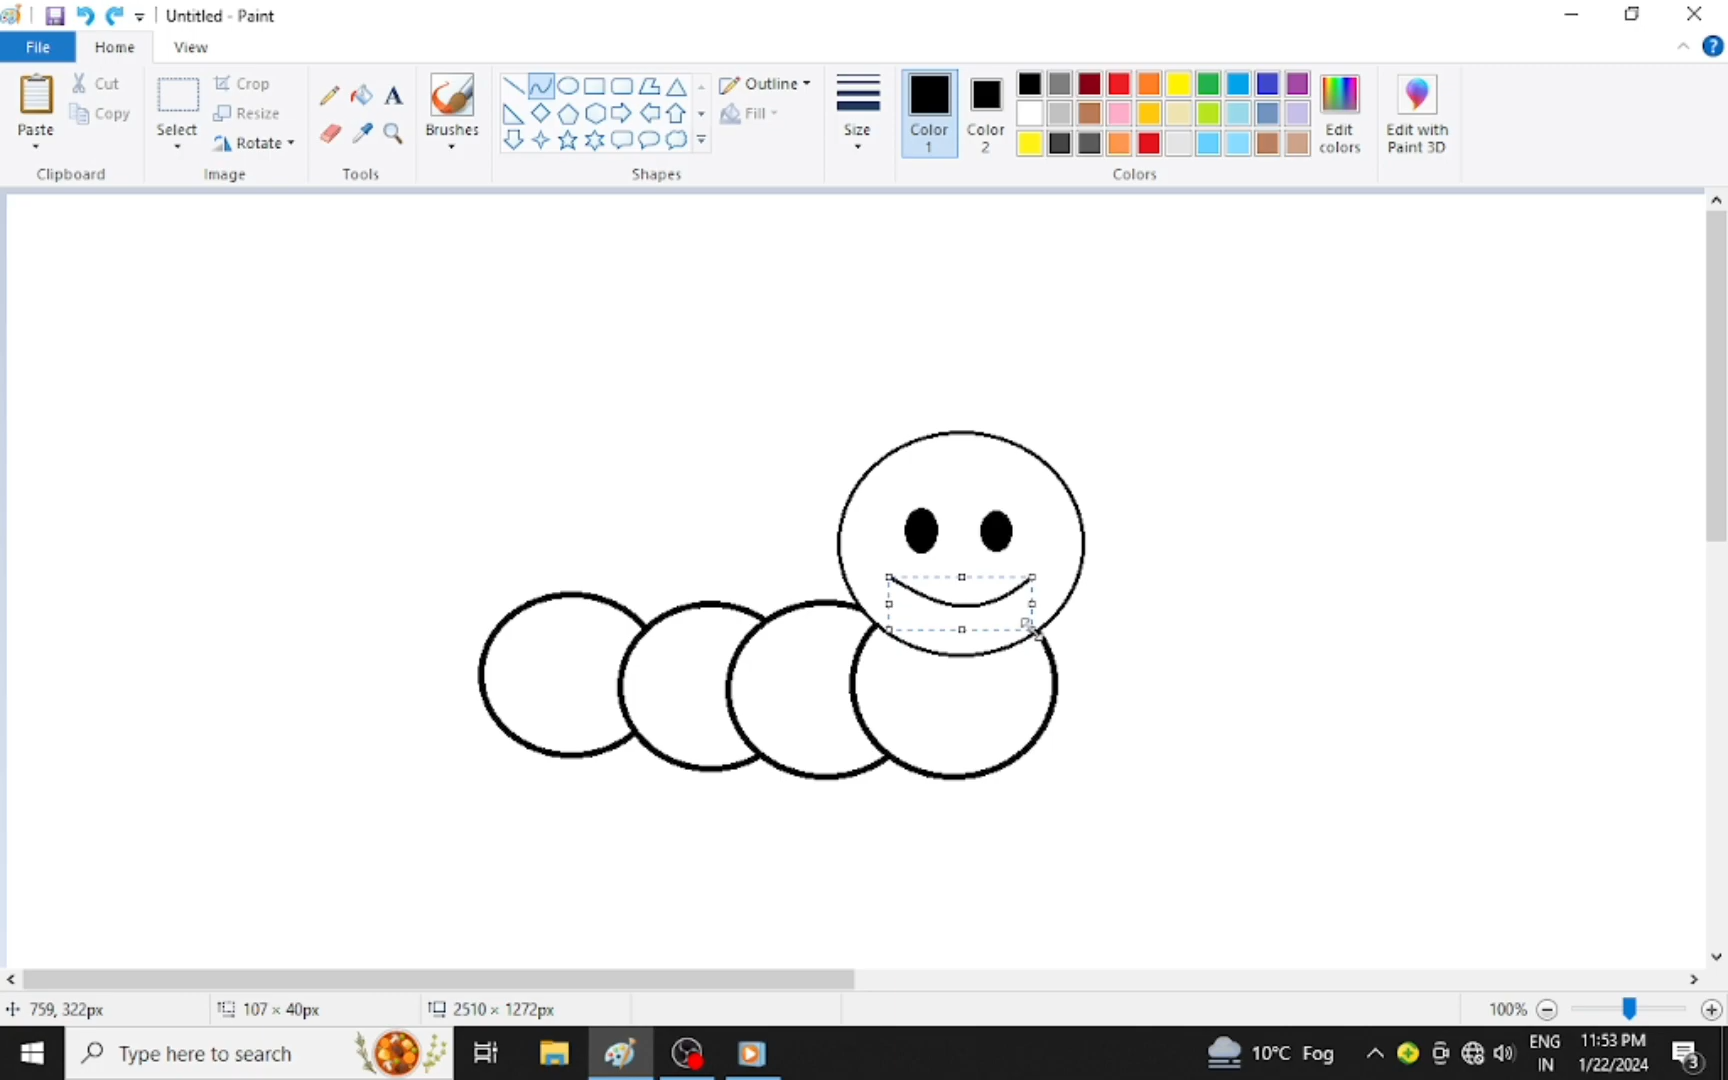 Untitled - Paint
File Home View
Paste
Cut
Copy
Clipboard
Select
Crop
Resize
Rotate
Image
Tools
Brushes
Shapes
Outline
Fill
Size
Color 1
Color 2
Edit colors
Edit with Paint 3D
Colors
759, 322px
107 × 40px
2510 × 1272px
100%
Type here to search
10°C Fog
ENG
IN
11:53 PM
1/22/2024
3